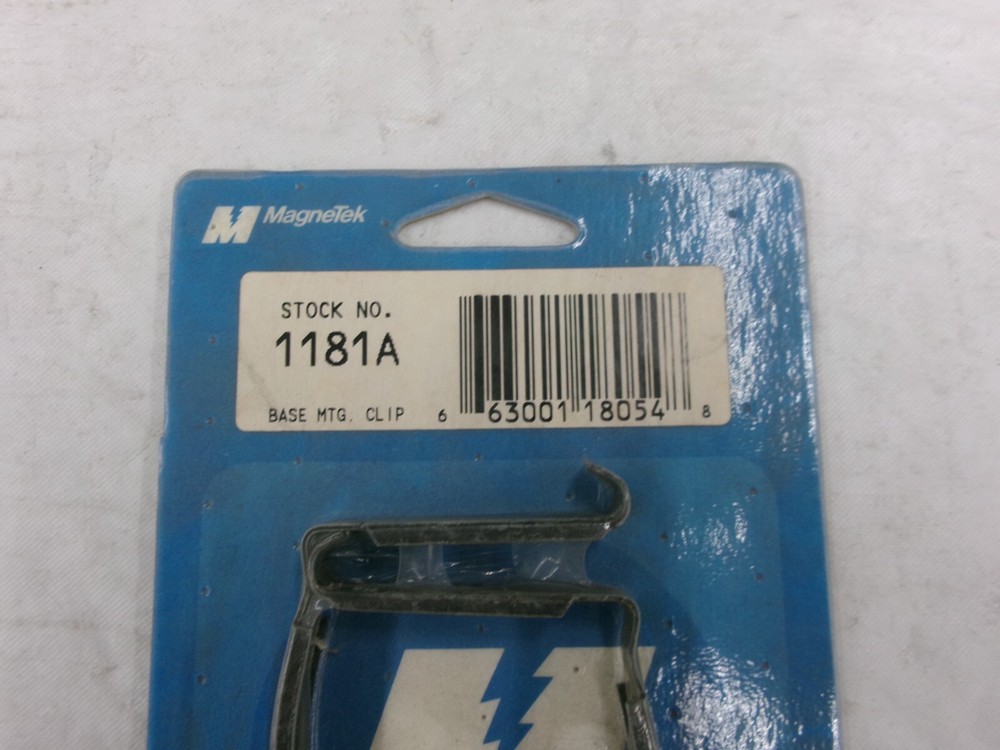 MagneTek
STOCK NO.
1181A
BASE MTG. CLIP
6 63001 18054 8